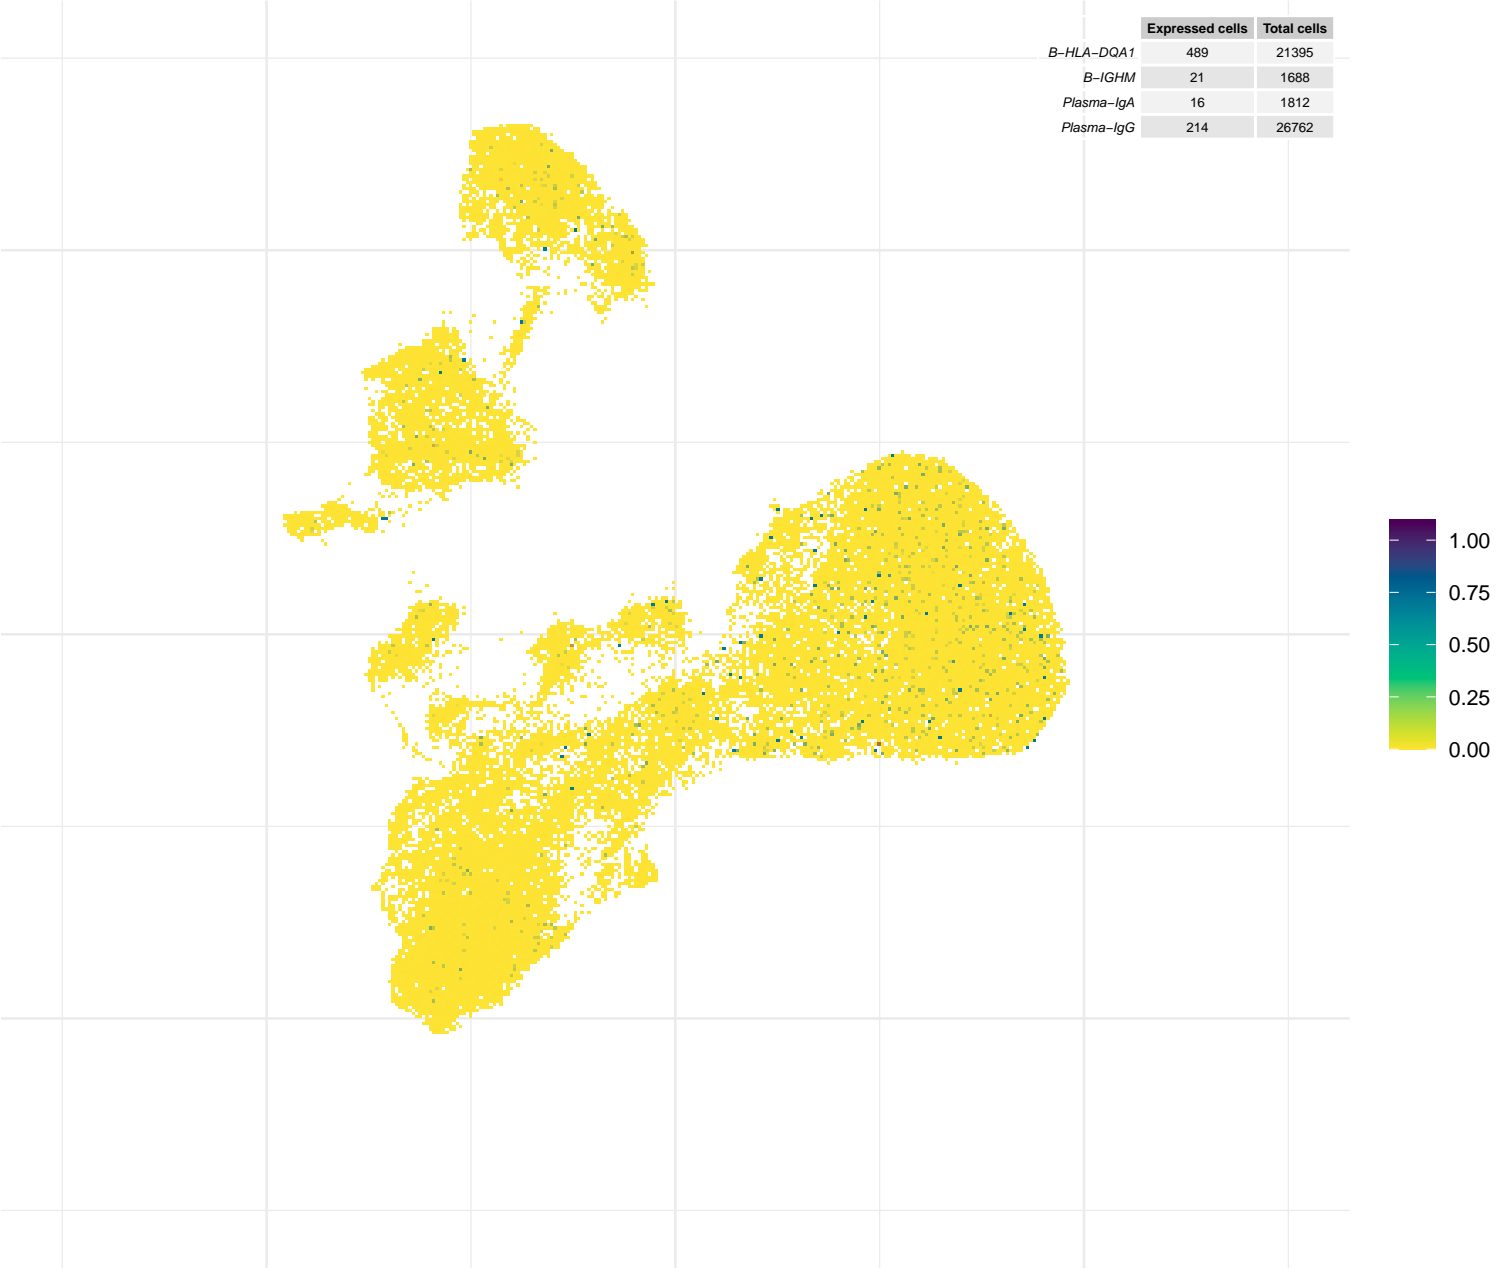 Expressed cells Total cells
B−HLA−DQA1 489 21395
B−IGHM 21 1688
Plasma−IgA 16 1812
Plasma−IgG 214 26762
1.00
0.75
0.50
0.25
0.00